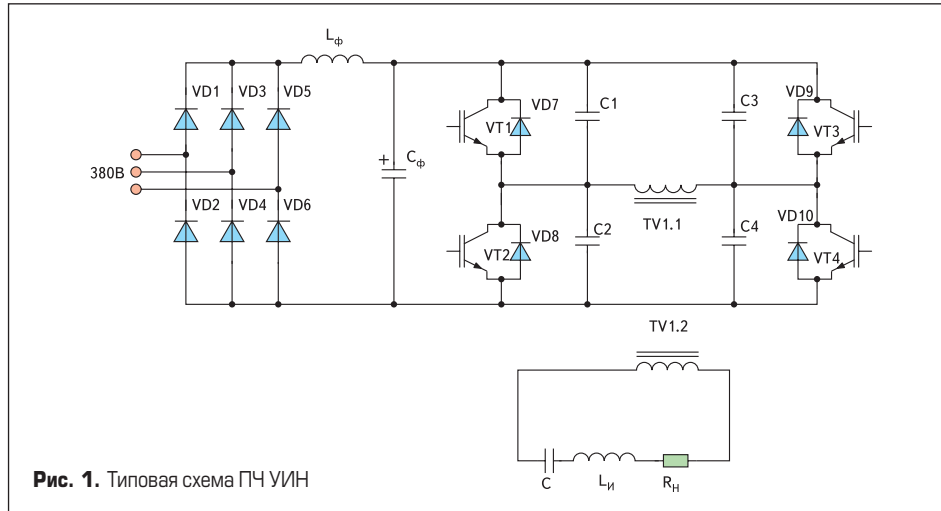 Lф
VD1
VD3
VD5
VD7
C1
C3
VD9
VT1
VT3
380В
+
Cф
VD2
VD4
VD6
VD8
C2
TV1.1
C4
VD10
VT2
VT4
TV1.2
C
LИ
RН
Рис. 1. Типовая схема ПЧ УИН